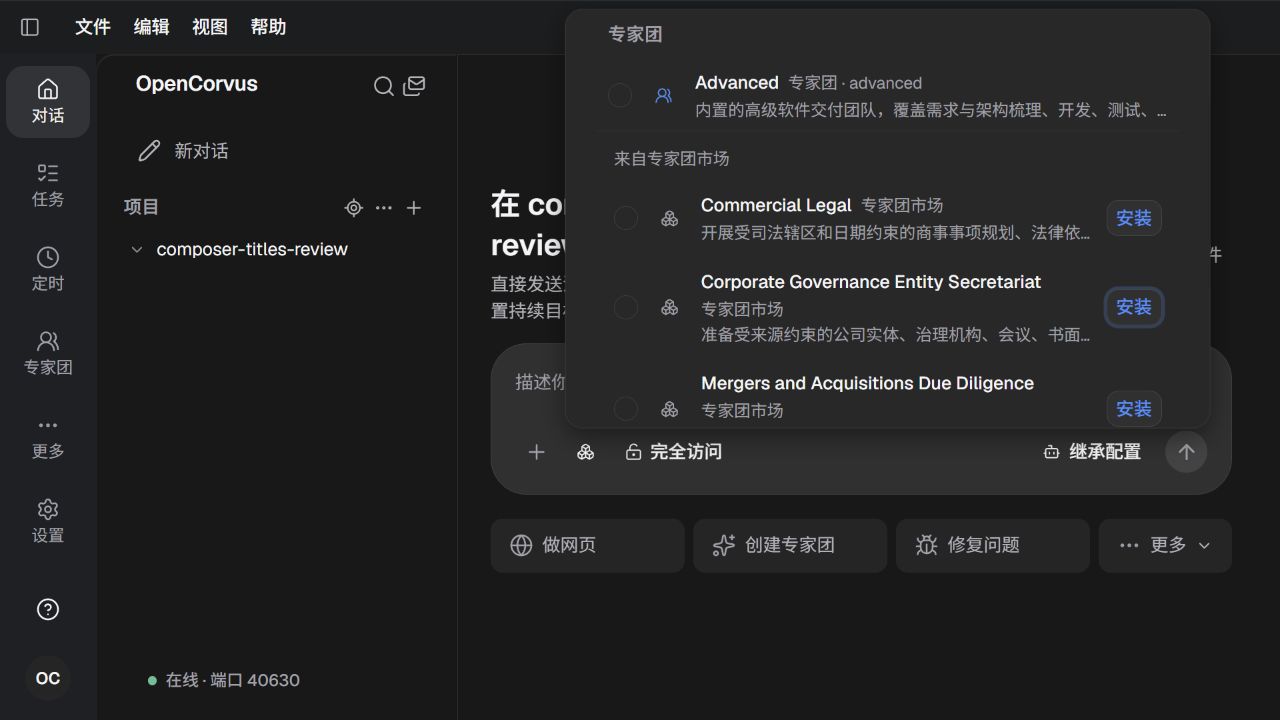 文件 编辑 视图 帮助
对话
任务
定时
专家团
更多
设置
OC
OpenCorvus
新对话
项目
composer-titles-review
在线 · 端口 40630
专家团
Advanced 专家团 · advanced
内置的高级软件交付团队，覆盖需求与架构梳理、开发、测试、...
来自专家团市场
Commercial Legal 专家团市场
开展受司法辖区和日期约束的商事事项规划、法律依...
安装
Corporate Governance Entity Secretariat
专家团市场
准备受来源约束的公司实体、治理机构、会议、书面...
安装
Mergers and Acquisitions Due Diligence
专家团市场
安装
在
直接发送
件
置持续目
描述你
完全访问
继承配置
做网页
创建专家团
修复问题
更多